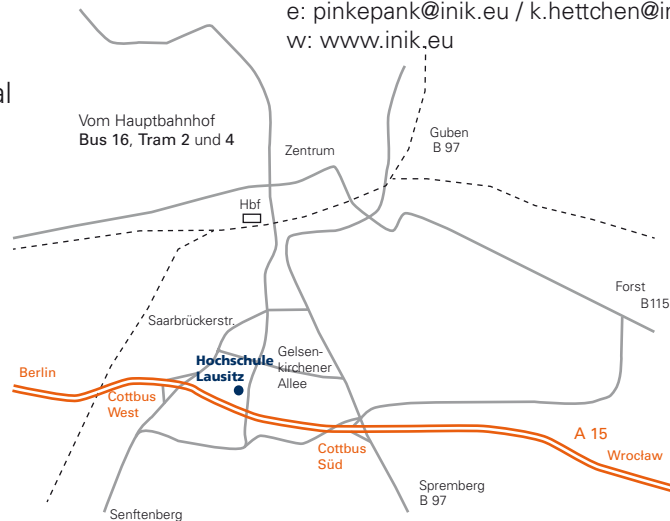 e: pinkepank@inik.eu / k.hettchen@in
w: www.inik.eu
al
Vom Hauptbahnhof
Bus 16, Tram 2 und 4
Guben
B 97
Zentrum
Hbf
Forst
B115
Saarbrückerstr.
Gelsen-
kirchener
Allee
Hochschule
Lausitz
Berlin
Cottbus
West
A 15
Cottbus
Süd
Wrocław
Spremberg
B 97
Senftenberg